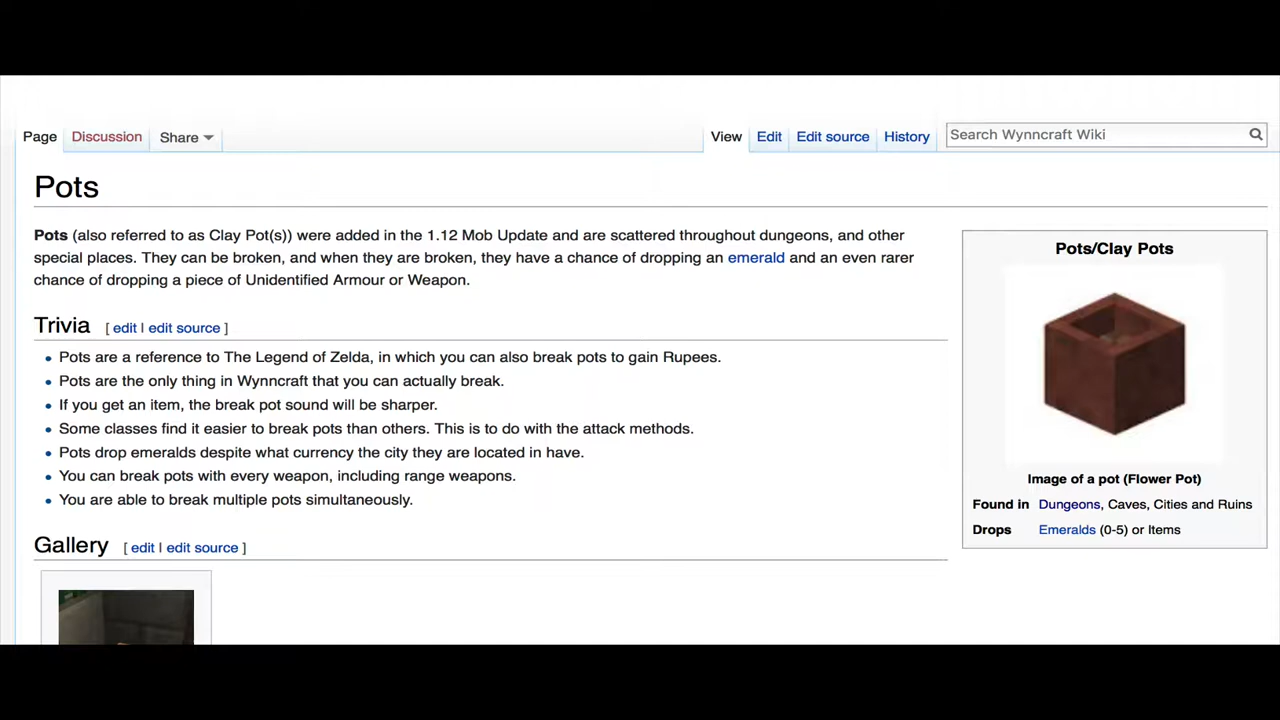 Page Discussion Share View Edit Edit source History Search Wynncraft Wiki
Pots
Pots (also referred to as Clay Pot(s)) were added in the 1.12 Mob Update and are scattered throughout dungeons, and other
special places. They can be broken, and when they are broken, they have a chance of dropping an emerald and an even rarer
chance of dropping a piece of Unidentified Armour or Weapon.
Trivia [ edit | edit source ]
Pots are a reference to The Legend of Zelda, in which you can also break pots to gain Rupees.
Pots are the only thing in Wynncraft that you can actually break.
If you get an item, the break pot sound will be sharper.
Some classes find it easier to break pots than others. This is to do with the attack methods.
Pots drop emeralds despite what currency the city they are located in have.
You can break pots with every weapon, including range weapons.
You are able to break multiple pots simultaneously.
Gallery [ edit | edit source ]
Pots/Clay Pots
Image of a pot (Flower Pot)
Found in Dungeons, Caves, Cities and Ruins
Drops Emeralds (0-5) or Items